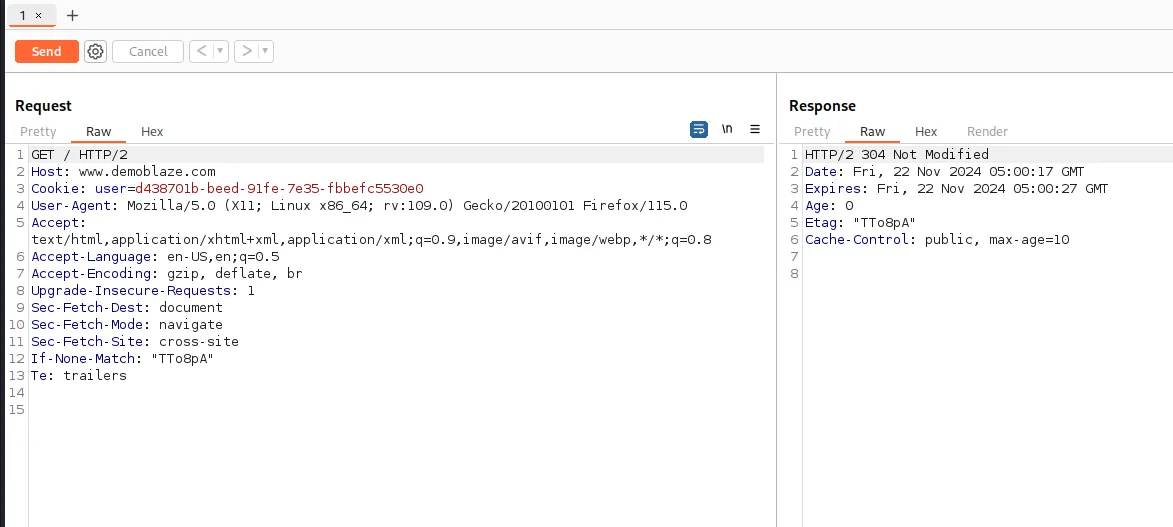 1 × +
Send Cancel < ▼ > ▼
Request
Pretty Raw Hex \n
1 GET / HTTP/2
2 Host: www.demoblaze.com
3 Cookie: user=d438701b-beed-91fe-7e35-fbbefc5530e0
4 User-Agent: Mozilla/5.0 (X11; Linux x86_64; rv:109.0) Gecko/20100101 Firefox/115.0
5 Accept:
text/html,application/xhtml+xml,application/xml;q=0.9,image/avif,image/webp,*/*;q=0.8
6 Accept-Language: en-US,en;q=0.5
7 Accept-Encoding: gzip, deflate, br
8 Upgrade-Insecure-Requests: 1
9 Sec-Fetch-Dest: document
10 Sec-Fetch-Mode: navigate
11 Sec-Fetch-Site: cross-site
12 If-None-Match: "TTo8pA"
13 Te: trailers
14
15
Response
Pretty Raw Hex Render
1 HTTP/2 304 Not Modified
2 Date: Fri, 22 Nov 2024 05:00:17 GMT
3 Expires: Fri, 22 Nov 2024 05:00:27 GMT
4 Age: 0
5 Etag: "TTo8pA"
6 Cache-Control: public, max-age=10
7
8